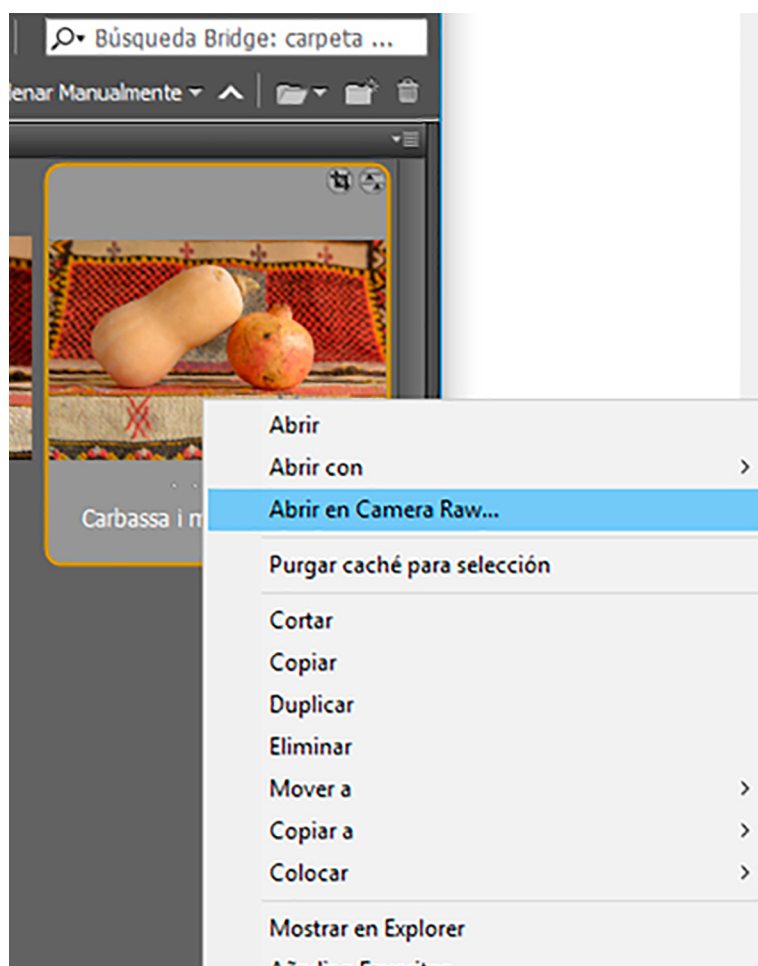 Búsqueda Bridge: carpeta ...
enar Manualmente
Carbassa i
Abrir
Abrir con
Abrir en Camera Raw...
Purgar caché para selección
Cortar
Copiar
Duplicar
Eliminar
Mover a
Copiar a
Colocar
Mostrar en Explorer